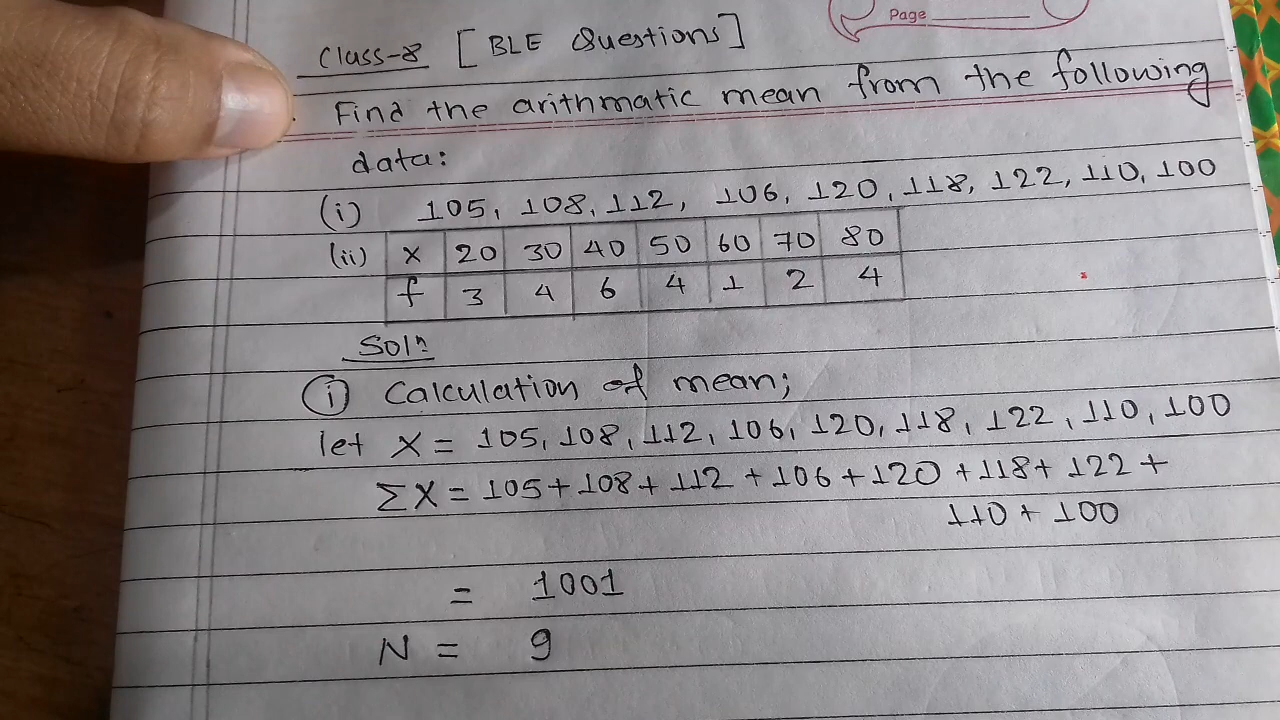 Page
Class-8 [BLE Questions]
. Find the arithmatic mean from the following
data:
(i) 105, 108, 112, 106, 120, 118, 122, 110, 100
(ii) x 20 30 40 50 60 70 80
f 3 4 6 4 1 2 4
Solⁿ
(i) Calculation of mean;
let X = 105, 108, 112, 106, 120, 118, 122, 110, 100
ΣX = 105 + 108 + 112 + 106 + 120 + 118 + 122 +
110 + 100
= 1001
N = 9